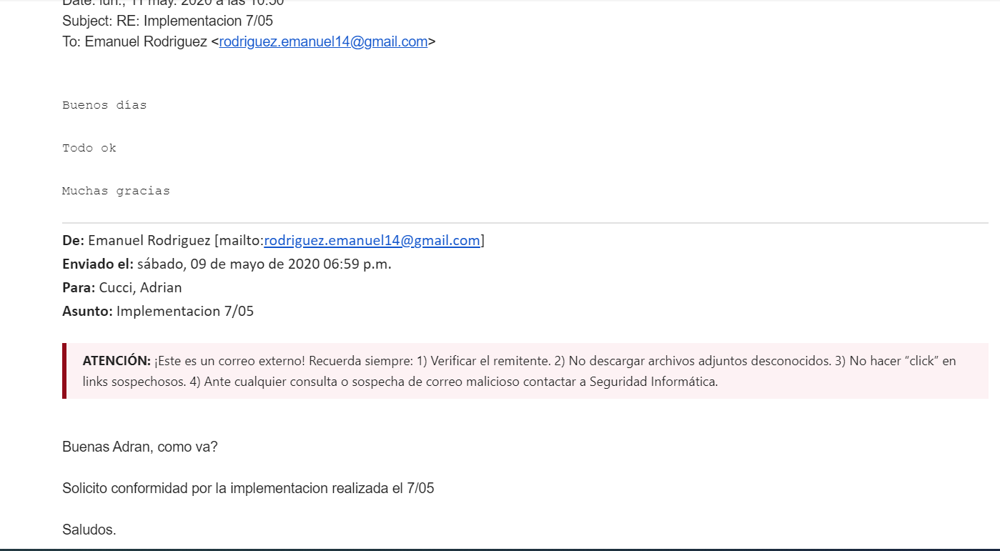 Date: lun., 11 may. 2020 a las 10:50
Subject: RE: Implementacion 7/05
To: Emanuel Rodriguez <rodriguez.emanuel14@gmail.com>
Buenos días
Todo ok
Muchas gracias
De: Emanuel Rodriguez [mailto:rodriguez.emanuel14@gmail.com]
Enviado el: sábado, 09 de mayo de 2020 06:59 p.m.
Para: Cucci, Adrian
Asunto: Implementacion 7/05
ATENCIÓN: ¡Este es un correo externo! Recuerda siempre: 1) Verificar el remitente. 2) No descargar archivos adjuntos desconocidos. 3) No hacer “click” en
links sospechosos. 4) Ante cualquier consulta o sospecha de correo malicioso contactar a Seguridad Informática.
Buenas Adran, como va?
Solicito conformidad por la implementacion realizada el 7/05
Saludos.